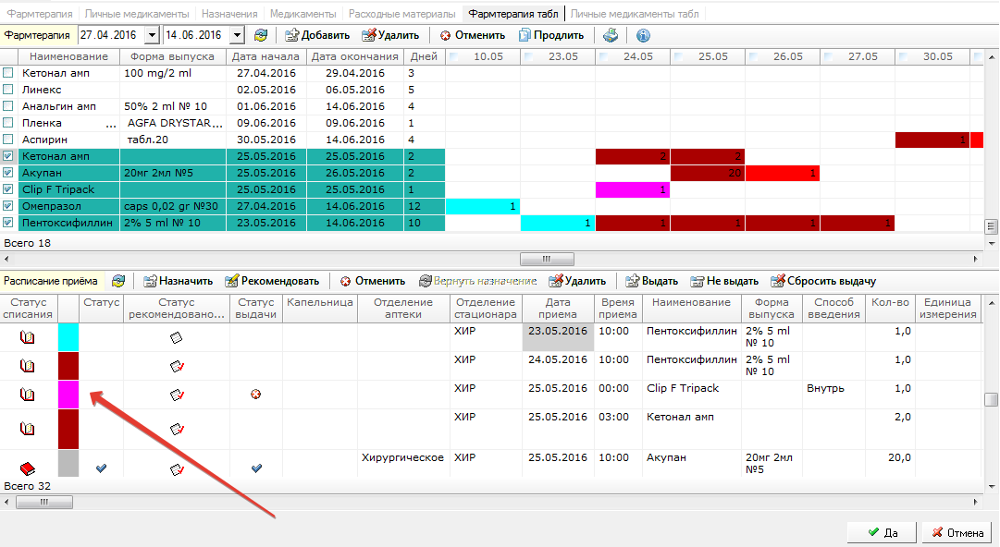 Фармтерапия Личные медикаменты Назначения Медикаменты Расходные материалы Фармтерапия табл Личные медикаменты табл
Фармтерапия 27.04.2016 14.06.2016 Добавить Удалить Отменить Продлить
Наименование Форма выпуска Дата начала Дата окончания Дней 10.05 23.05 24.05 25.05 26.05 27.05 30.05
Кетонал амп 100 mg/2 ml 27.04.2016 29.04.2016 3
Линекс 02.05.2016 06.05.2016 5
Анальгин амп 50% 2 ml № 10 01.06.2016 14.06.2016 4
Пленка ... AGFA DRYSTAR... 09.06.2016 09.06.2016 1
Аспирин табл.20 30.05.2016 14.06.2016 4 1
Кетонал амп 25.05.2016 25.05.2016 2 2 2
Акупан 20мг 2мл №5 25.05.2016 26.05.2016 2 20 1
Clip F Tripack 25.05.2016 25.05.2016 1 1
Омепразол caps 0,02 gr №30 27.04.2016 14.06.2016 12 1
Пентоксифиллин 2% 5 ml № 10 23.05.2016 14.06.2016 10 1 1 1 1 1
Всего 18
Расписание приёма Назначить Рекомендовать Отменить Вернуть назначение Удалить Выдать Не выдать Сбросить выдачу
Статус списания Статус Статус рекомендовано... Статус выдачи Капельница Отделение аптеки Отделение стационара Дата приема Время приема Наименование Форма выпуска Способ введения Кол-во Единица измерения
ХИР 23.05.2016 10:00 Пентоксифиллин 2% 5 ml № 10 1,0
ХИР 24.05.2016 10:00 Пентоксифиллин 2% 5 ml № 10 1,0
ХИР 25.05.2016 00:00 Clip F Tripack Внутрь 1,0
ХИР 25.05.2016 03:00 Кетонал амп 2,0
Хирургическое ХИР 25.05.2016 10:00 Акупан 20мг 2мл №5 20,0
Всего 32
Да Отмена